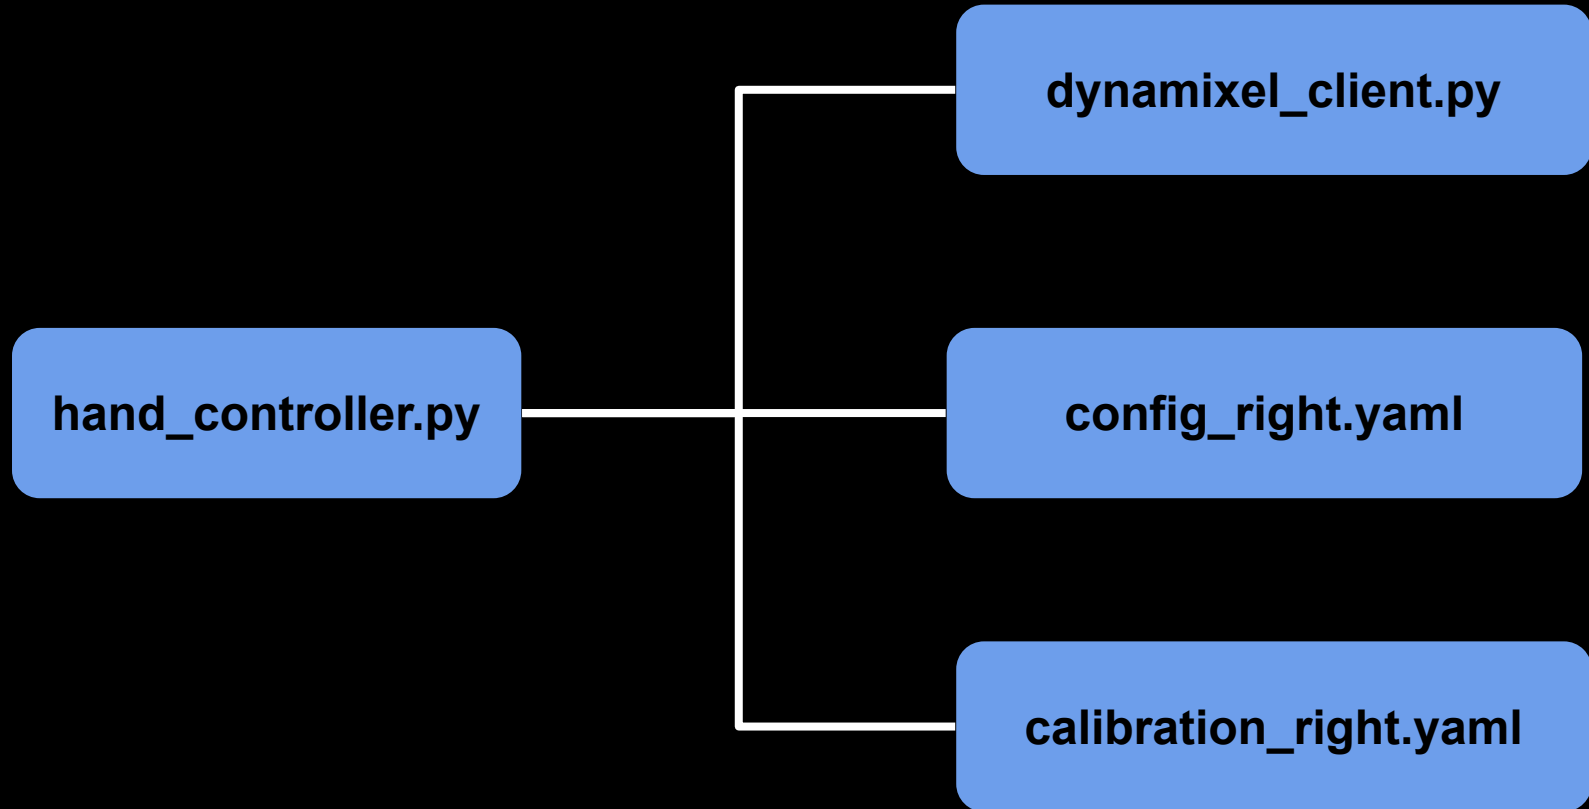 dynamixel_client.py
hand_controller.py
config_right.yaml
calibration_right.yaml